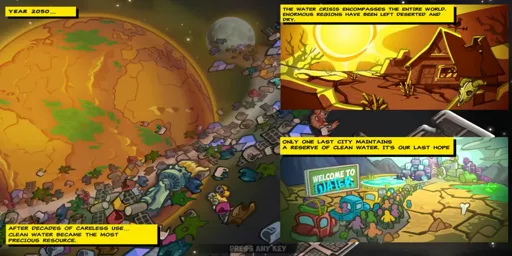 YEAR 2050...
AFTER DECADES OF CARELESS USE...
CLEAN WATER BECAME THE MOST
PRECIOUS RESOURCE.
THE WATER CRISIS ENCOMPASSES THE ENTIRE WORLD.
ENORMOUS REGIONS HAVE BEEN LEFT DESERTED AND
DRY.
ONLY ONE LAST CITY MAINTAINS
A RESERVE OF CLEAN WATER. IT'S OUR LAST HOPE
WELCOME TO
PRESS ANY KEY